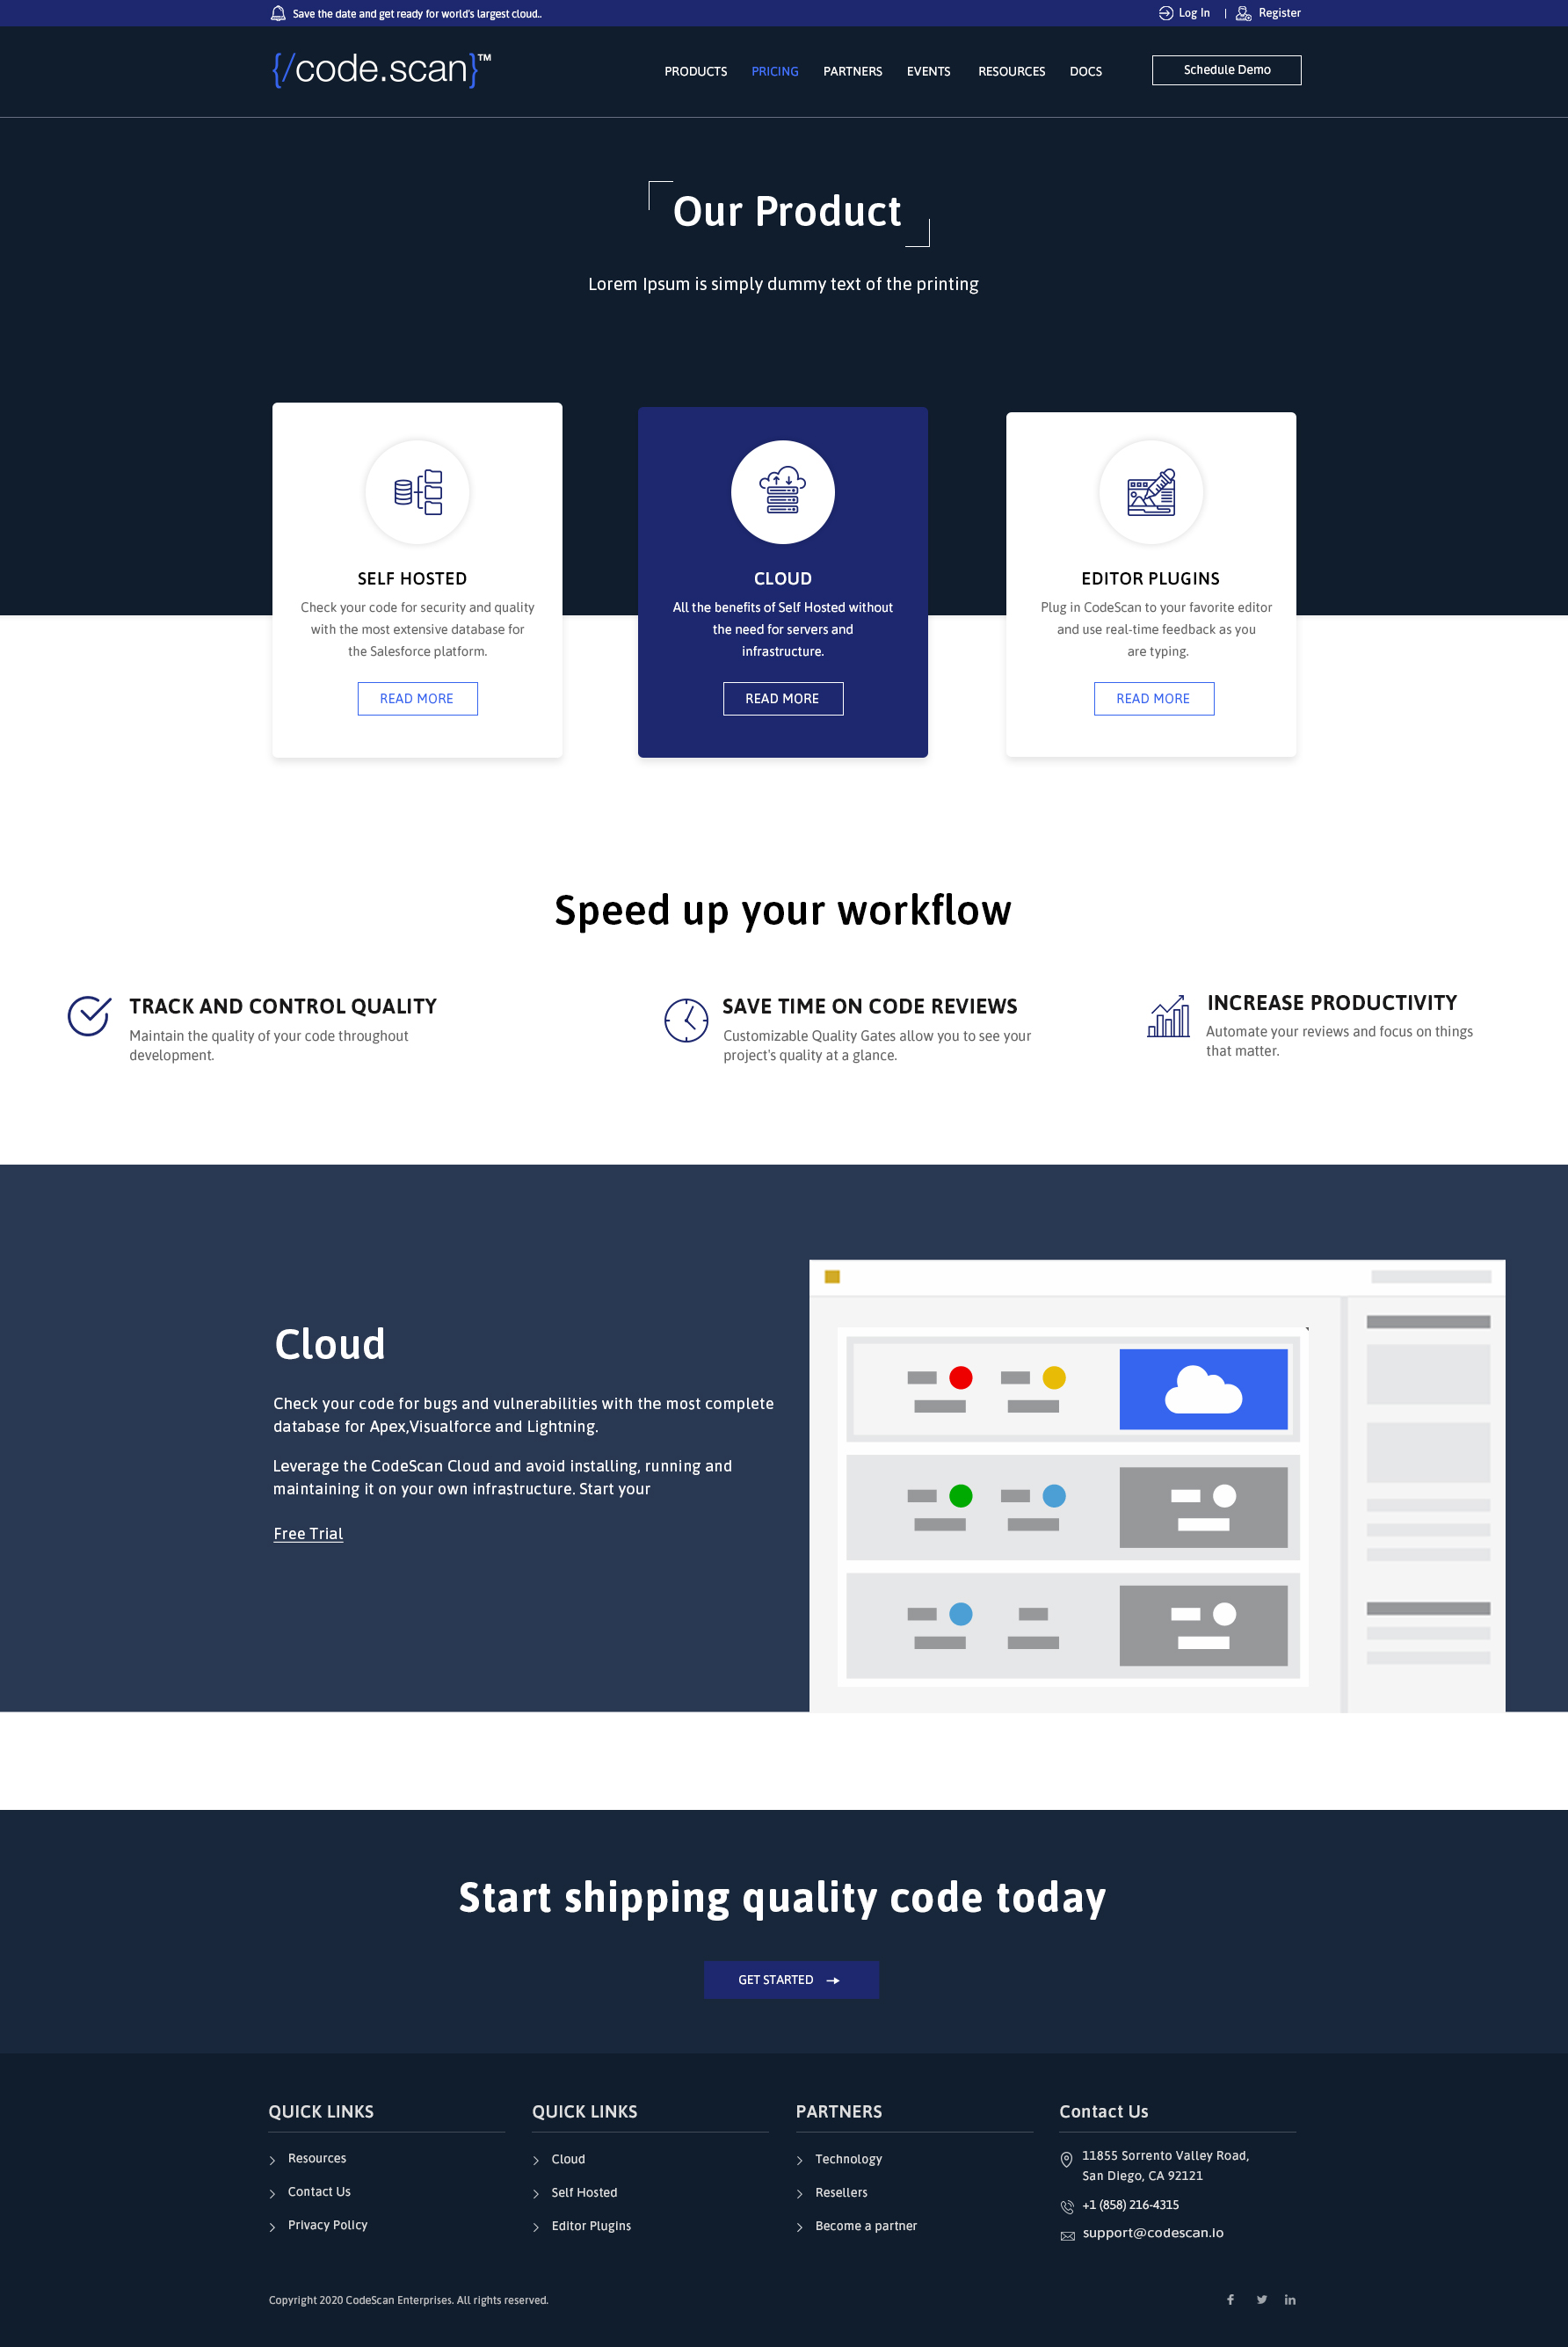 Save the date and get ready for world's largest cloud..
Log In | Register
{/code.scan}™
PRODUCTS PRICING PARTNERS EVENTS RESOURCES DOCS
Schedule Demo
Our Product
Lorem Ipsum is simply dummy text of the printing
SELF HOSTED
Check your code for security and quality
with the most extensive database for
the Salesforce platform.
READ MORE
CLOUD
All the benefits of Self Hosted without
the need for servers and
infrastructure.
READ MORE
EDITOR PLUGINS
Plug in CodeScan to your favorite editor
and use real-time feedback as you
are typing.
READ MORE
Speed up your workflow
TRACK AND CONTROL QUALITY
Maintain the quality of your code throughout
development.
SAVE TIME ON CODE REVIEWS
Customizable Quality Gates allow you to see your
project's quality at a glance.
INCREASE PRODUCTIVITY
Automate your reviews and focus on things
that matter.
Cloud
Check your code for bugs and vulnerabilities with the most complete
database for Apex,Visualforce and Lightning.
Leverage the CodeScan Cloud and avoid installing, running and
maintaining it on your own infrastructure. Start your
Free Trial
Start shipping quality code today
GET STARTED
QUICK LINKS
Resources
Contact Us
Privacy Policy
QUICK LINKS
Cloud
Self Hosted
Editor Plugins
PARTNERS
Technology
Resellers
Become a partner
Contact Us
11855 Sorrento Valley Road,
San Diego, CA 92121
+1 (858) 216-4315
support@codescan.io
Copyright 2020 CodeScan Enterprises. All rights reserved.